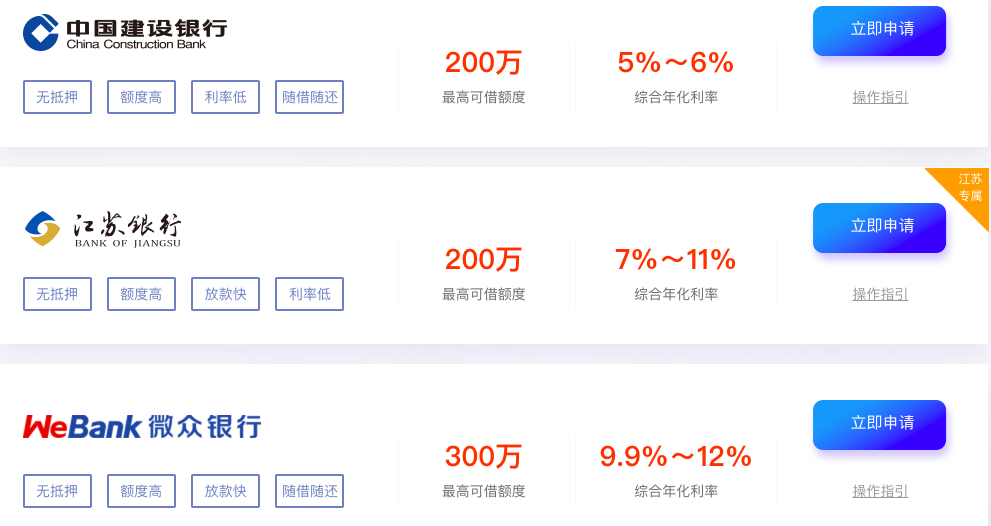 中国建设银行
China Construction Bank
无抵押 额度高 利率低 随借随还
200万
最高可借额度
5%～6%
综合年化利率
立即申请
操作指引
江苏
专属
江苏银行
BANK OF JIANGSU
无抵押 额度高 放款快 利率低
200万
最高可借额度
7%～11%
综合年化利率
立即申请
操作指引
WeBank 微众银行
无抵押 额度高 放款快 随借随还
300万
最高可借额度
9.9%～12%
综合年化利率
立即申请
操作指引